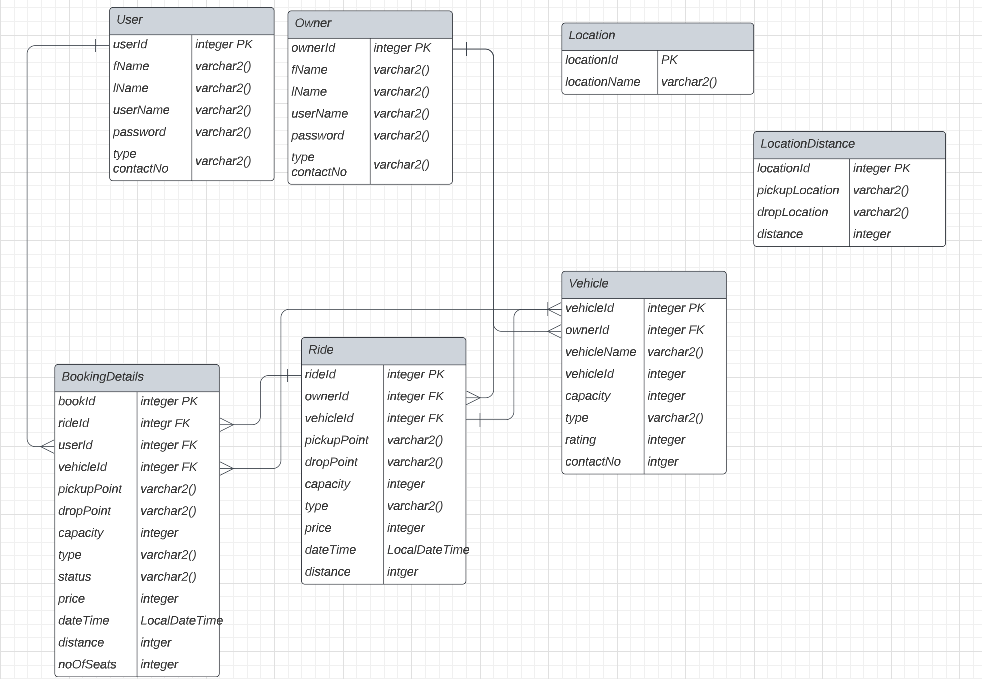 User
userId integer PK
fName varchar2()
lName varchar2()
userName varchar2()
password varchar2()
type
contactNo varchar2()
Owner
ownerId integer PK
fName varchar2()
lName varchar2()
userName varchar2()
password varchar2()
type
contactNo varchar2()
Location
locationId PK
locationName varchar2()
LocationDistance
locationId integer PK
pickupLocation varchar2()
dropLocation varchar2()
distance integer
Vehicle
vehicleId integer PK
ownerId integer FK
vehicleName varchar2()
vehicleId integer
capacity integer
type varchar2()
rating integer
contactNo intger
Ride
rideId integer PK
ownerId integer FK
vehicleId integer FK
pickupPoint varchar2()
dropPoint varchar2()
capacity integer
type varchar2()
price integer
dateTime LocalDateTime
distance intger
BookingDetails
bookId integer PK
rideId integr FK
userId integer FK
vehicleId integer FK
pickupPoint varchar2()
dropPoint varchar2()
capacity integer
type varchar2()
status varchar2()
price integer
dateTime LocalDateTime
distance intger
noOfSeats integer